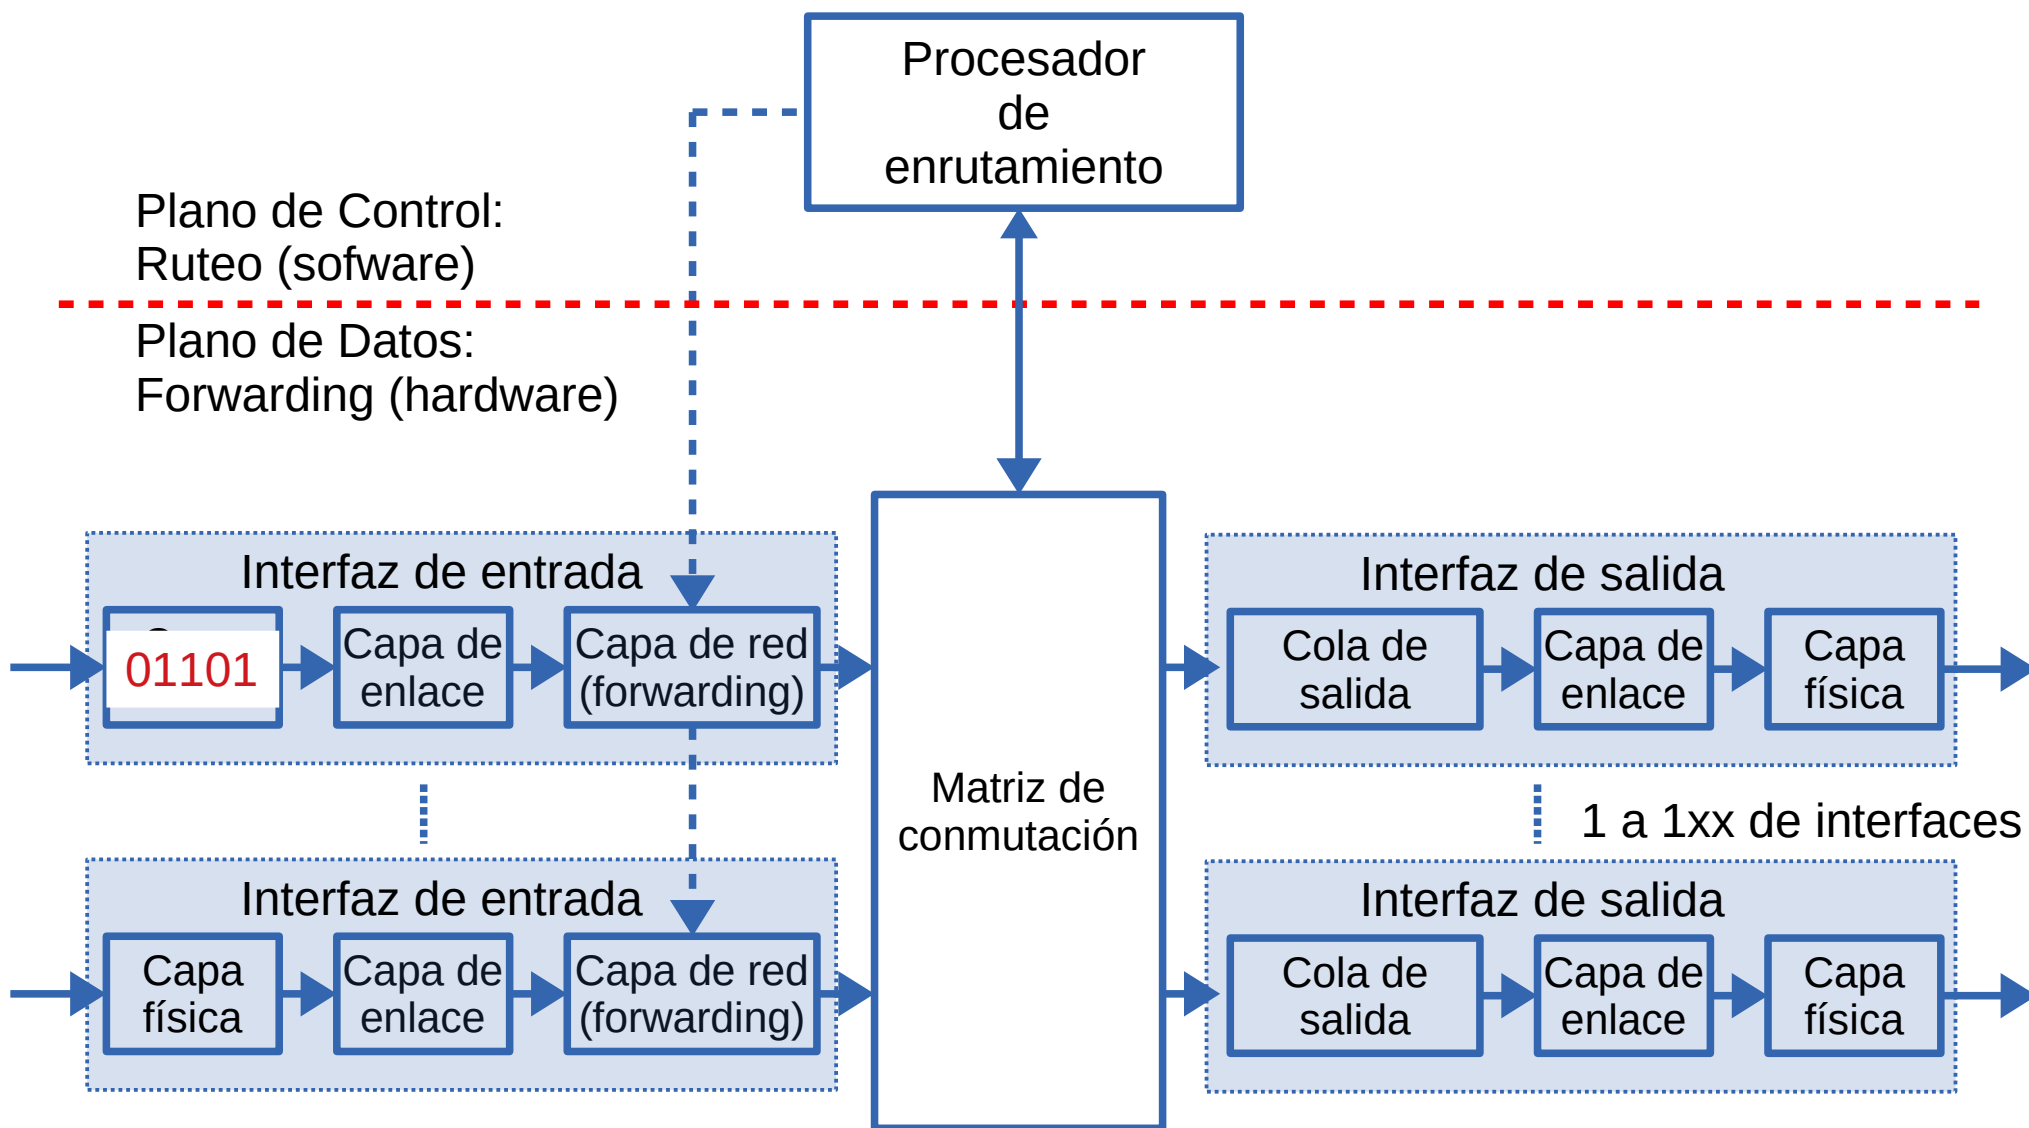 Procesador
de
enrutamiento
Plano de Control:
Ruteo (sofware)
Plano de Datos:
Forwarding (hardware)
Interfaz de entrada
01101
Capa de
enlace
Capa de red
(forwarding)
Interfaz de salida
Cola de
salida
Capa de
enlace
Capa
física
Matriz de
conmutación
1 a 1xx de interfaces
Interfaz de entrada
Capa
física
Capa de
enlace
Capa de red
(forwarding)
Interfaz de salida
Cola de
salida
Capa de
enlace
Capa
física